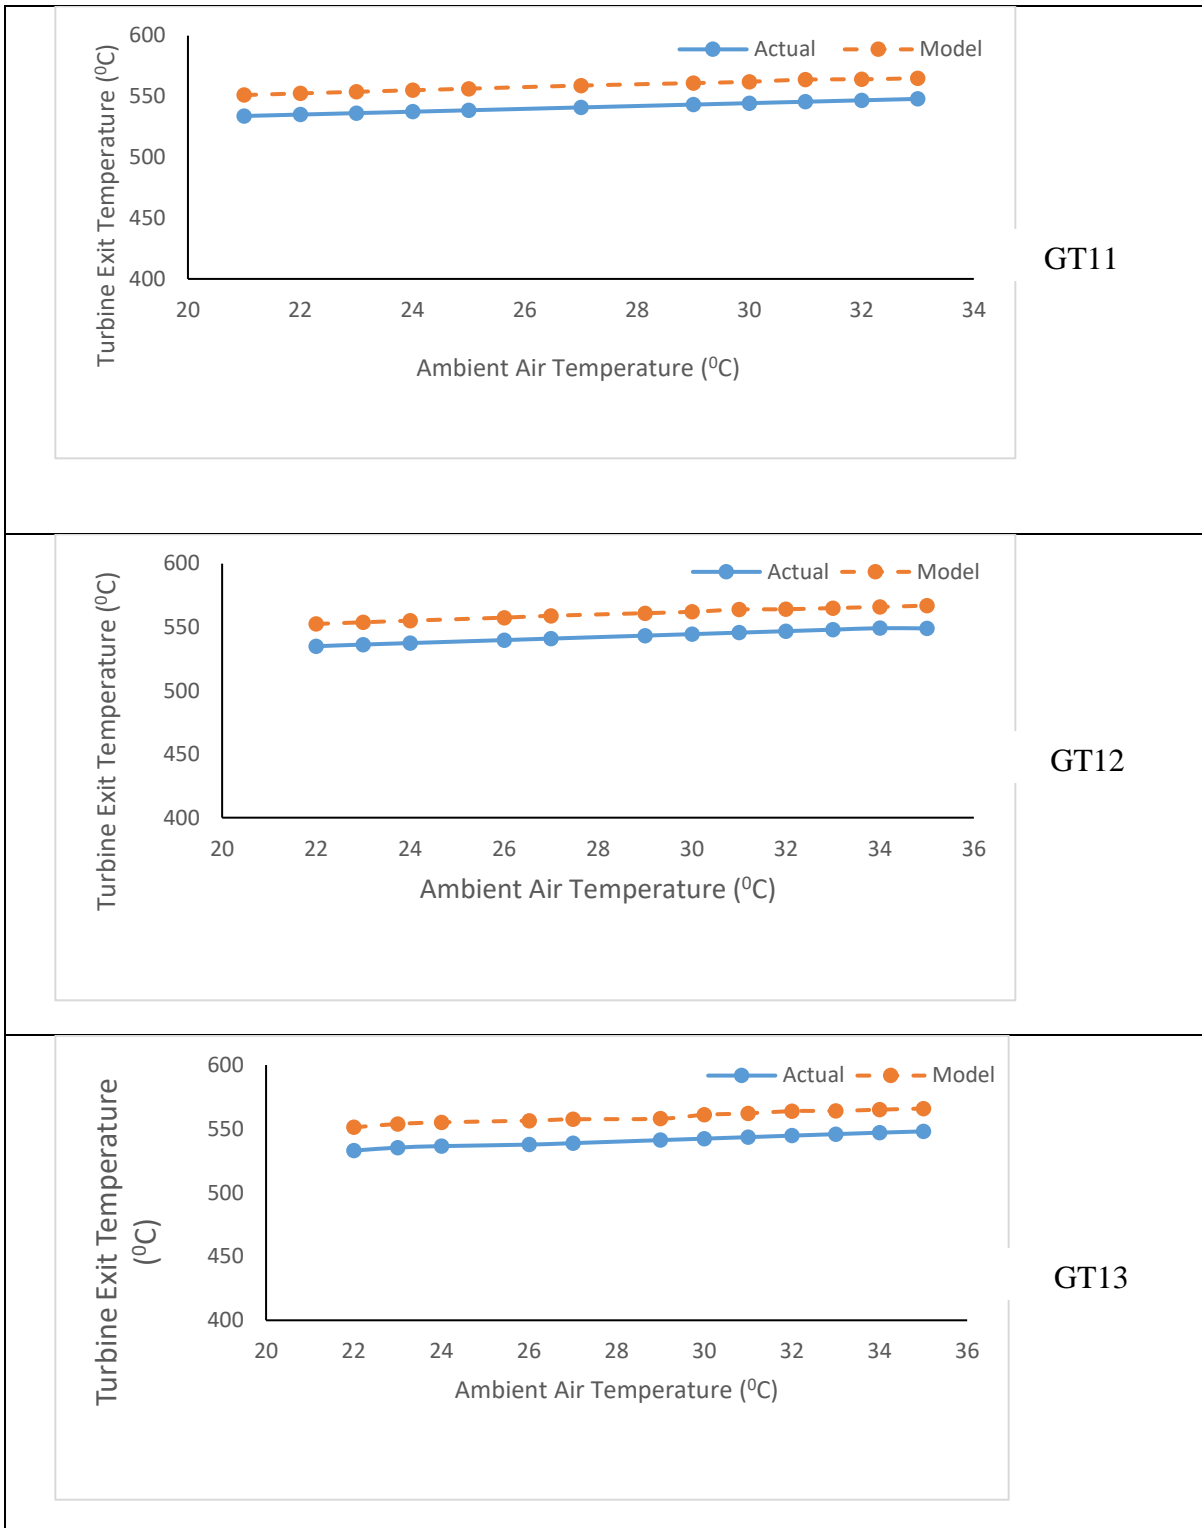 600
550
500
450
400
Turbine Exit Temperature (⁰C)
Actual
Model
20 22 24 26 28 30 32 34
Ambient Air Temperature (⁰C)
GT11
600
550
500
450
400
Turbine Exit Temperature (⁰C)
Actual
Model
20 22 24 26 28 30 32 34 36
Ambient Air Temperature (⁰C)
GT12
600
550
500
450
400
Turbine Exit Temperature
(⁰C)
Actual
Model
20 22 24 26 28 30 32 34 36
Ambient Air Temperature (⁰C)
GT13